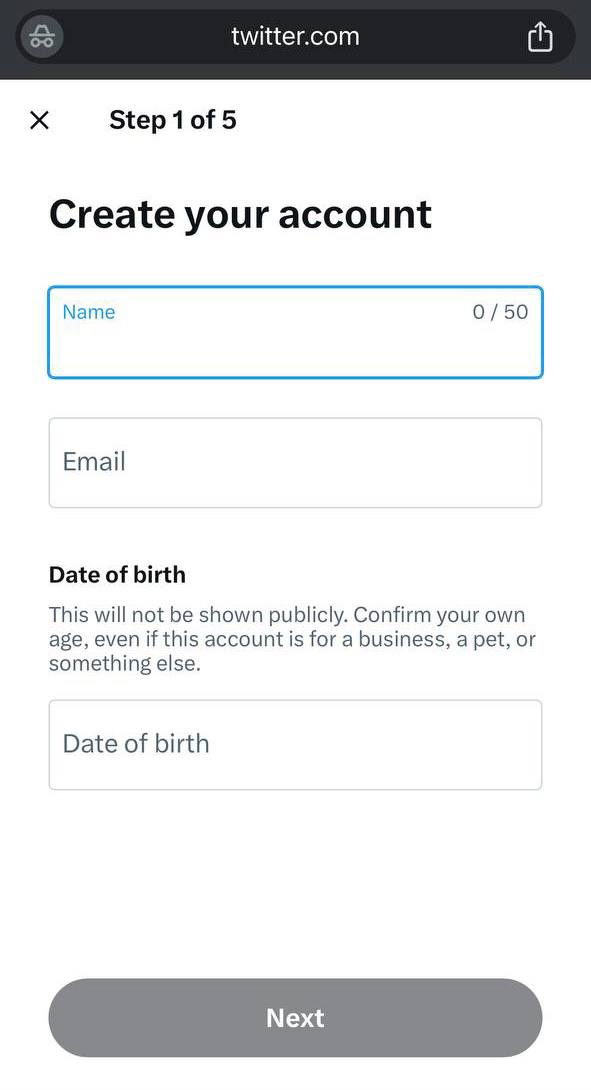 twitter.com
Step 1 of 5
Create your account
Name
0 / 50
Email
Date of birth
This will not be shown publicly. Confirm your own
age, even if this account is for a business, a pet, or
something else.
Date of birth
Next